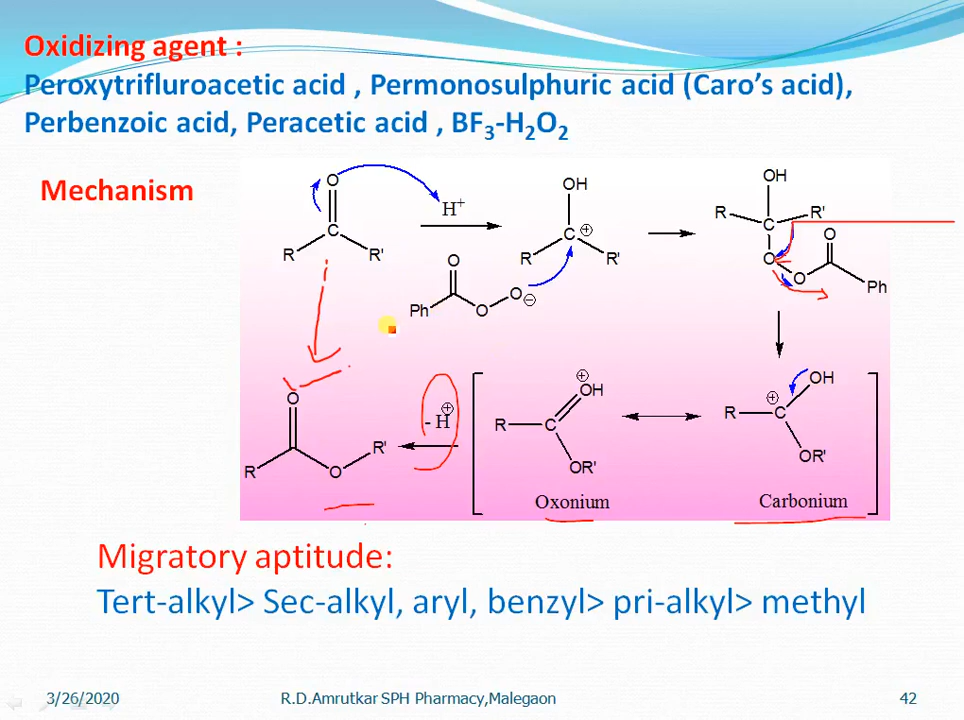 Oxidizing agent :
Peroxytrifluroacetic acid , Permonosulphuric acid (Caro's acid),
Perbenzoic acid, Peracetic acid , BF₃-H₂O₂
Mechanism
O
C
R
R'
H⁺
OH
C
⊕
R
R'
O
Ph
O
O
⊖
OH
R
R'
C
O
O
O
Ph
O
R
O
R'
- H
⊕
⊕
OH
R
C
OR'
Oxonium
OH
⊕
R
C
OR'
Carbonium
Migratory aptitude:
Tert-alkyl> Sec-alkyl, aryl, benzyl> pri-alkyl> methyl
3/26/2020
R.D.Amrutkar SPH Pharmacy,Malegaon
42